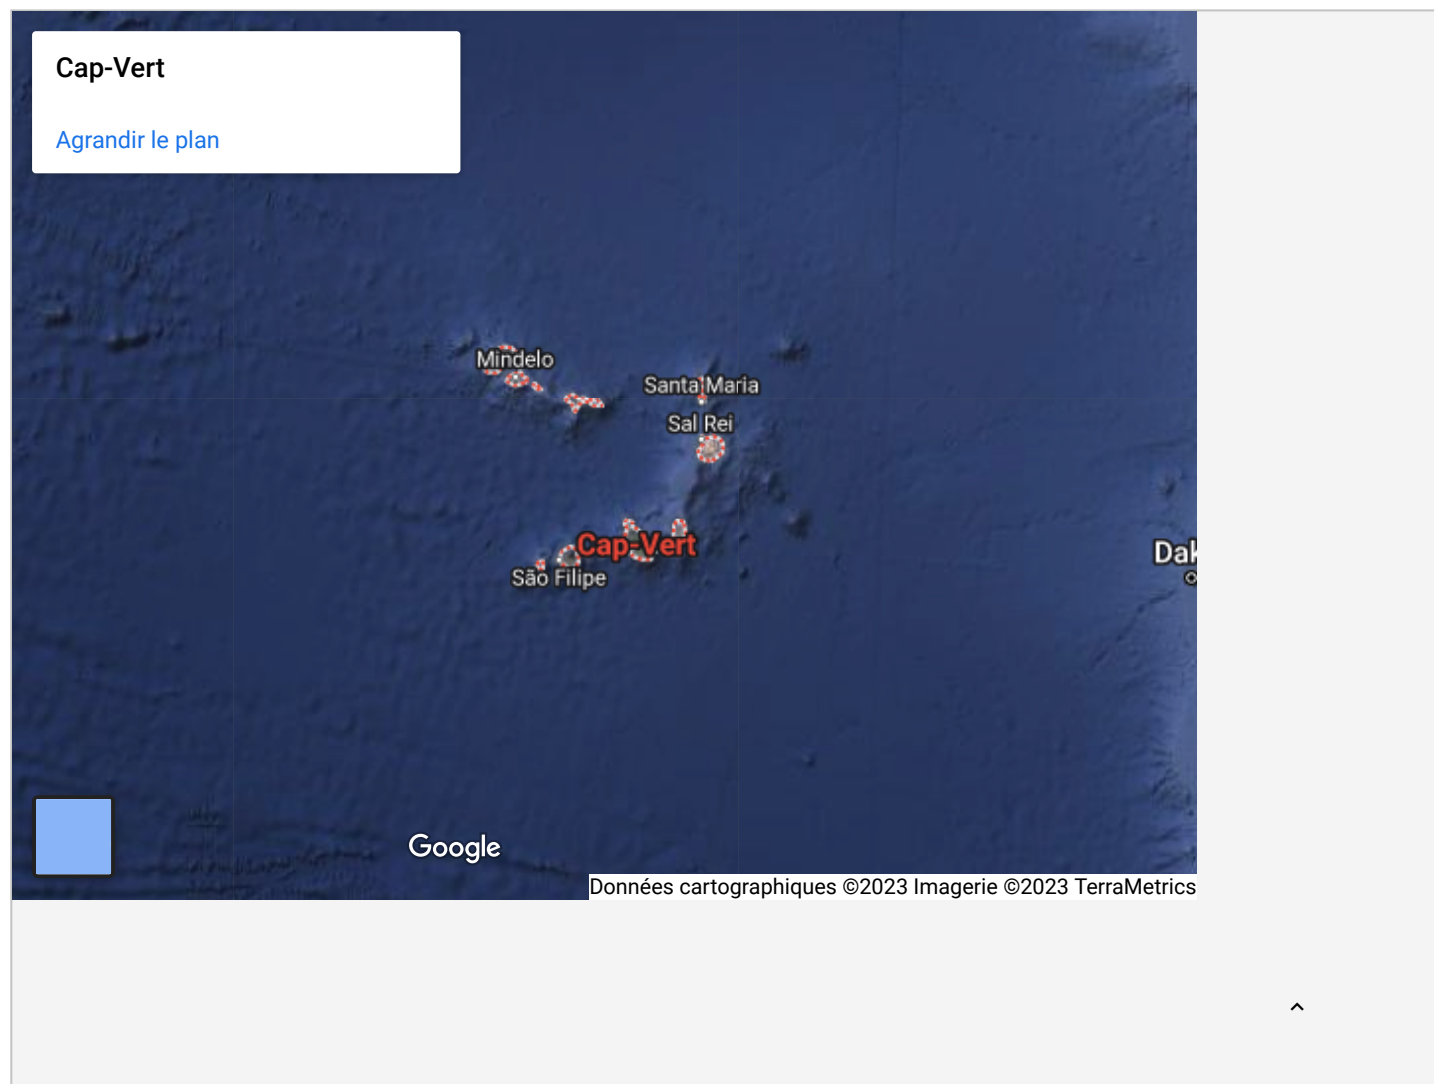 Cap-Vert
Agrandir le plan
Mindelo
Santa Maria
Sal Rei
Cap-Vert
São Filipe
Dak
Google
Données cartographiques ©2023 Imagerie ©2023 TerraMetrics